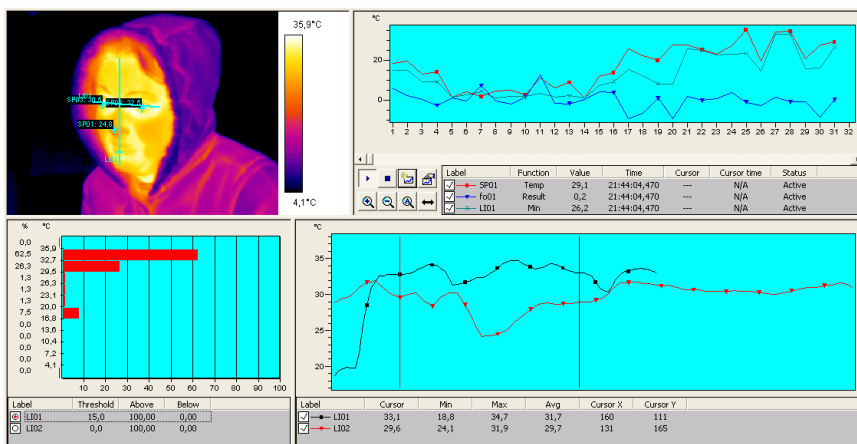 35,9°C
4,1°C
SP01: 24,9
°C
20
0
1 2 3 4 5 6 7 8 9 10 11 12 13 14 15 16 17 18 19 20 21 22 23 24 25 26 27 28 29 30 31 32
Label Function Value Time Cursor Cursor time Status
SP01 Temp 29,1 21:44:04,470 --- N/A Active
fo01 Result 0,2 21:44:04,470 --- N/A Active
LI01 Min 26,2 21:44:04,470 --- N/A Active
% °C
0,0
62,5 35,9
26,3 32,7
1,3 29,5
1,3 26,3
1,3 23,1
7,5 20,0
0,0 16,8
0,0 13,6
0,0 10,4
0,0 7,2
0,0 4,1
0 10 20 30 40 50 60 70 80 90 100
Label Threshold Above Below
LI01 15,0 100,00 0,00
LI02 0,0 100,00 0,00
°C
35
30
25
20
Label Cursor Min Max Avg Cursor X Cursor Y
LI01 33,1 18,8 34,7 31,7 160 111
LI02 29,6 24,1 31,9 29,7 131 165